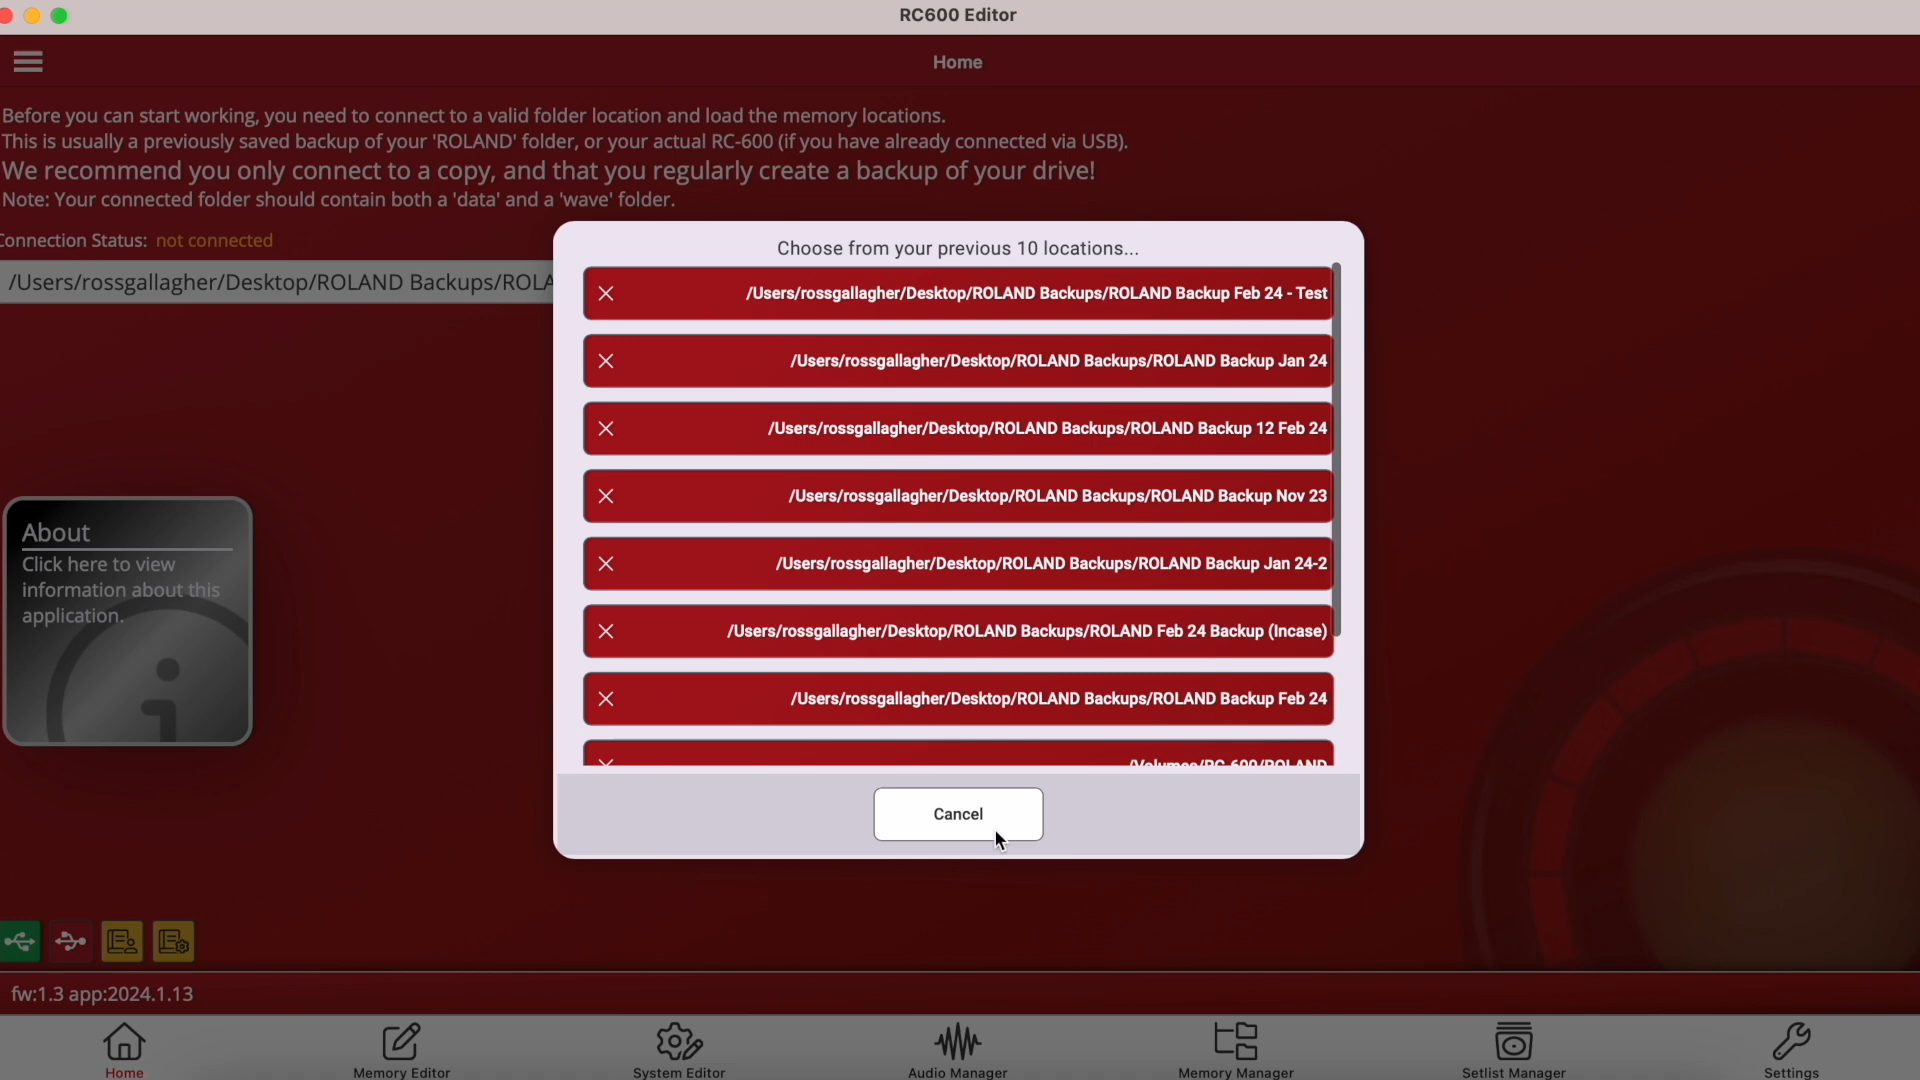 RC600 Editor
Home
Before you can start working, you need to connect to a valid folder location and load the memory locations.
This is usually a previously saved backup of your 'ROLAND' folder, or your actual RC-600 (if you have already connected via USB).
We recommend you only connect to a copy, and that you regularly create a backup of your drive!
Note: Your connected folder should contain both a 'data' and a 'wave' folder.
Connection Status: not connected
/Users/rossgallagher/Desktop/ROLAND Backups/ROLA
Choose from your previous 10 locations...
/Users/rossgallagher/Desktop/ROLAND Backups/ROLAND Backup Feb 24 - Test
/Users/rossgallagher/Desktop/ROLAND Backups/ROLAND Backup Jan 24
/Users/rossgallagher/Desktop/ROLAND Backups/ROLAND Backup 12 Feb 24
/Users/rossgallagher/Desktop/ROLAND Backups/ROLAND Backup Nov 23
/Users/rossgallagher/Desktop/ROLAND Backups/ROLAND Backup Jan 24-2
/Users/rossgallagher/Desktop/ROLAND Backups/ROLAND Feb 24 Backup (Incase)
/Users/rossgallagher/Desktop/ROLAND Backups/ROLAND Backup Feb 24
/Volumes/RC-600/ROLAND
Cancel
About
Click here to view
information about this
application.
fw:1.3 app:2024.1.13
Home
Memory Editor
System Editor
Audio Manager
Memory Manager
Setlist Manager
Settings